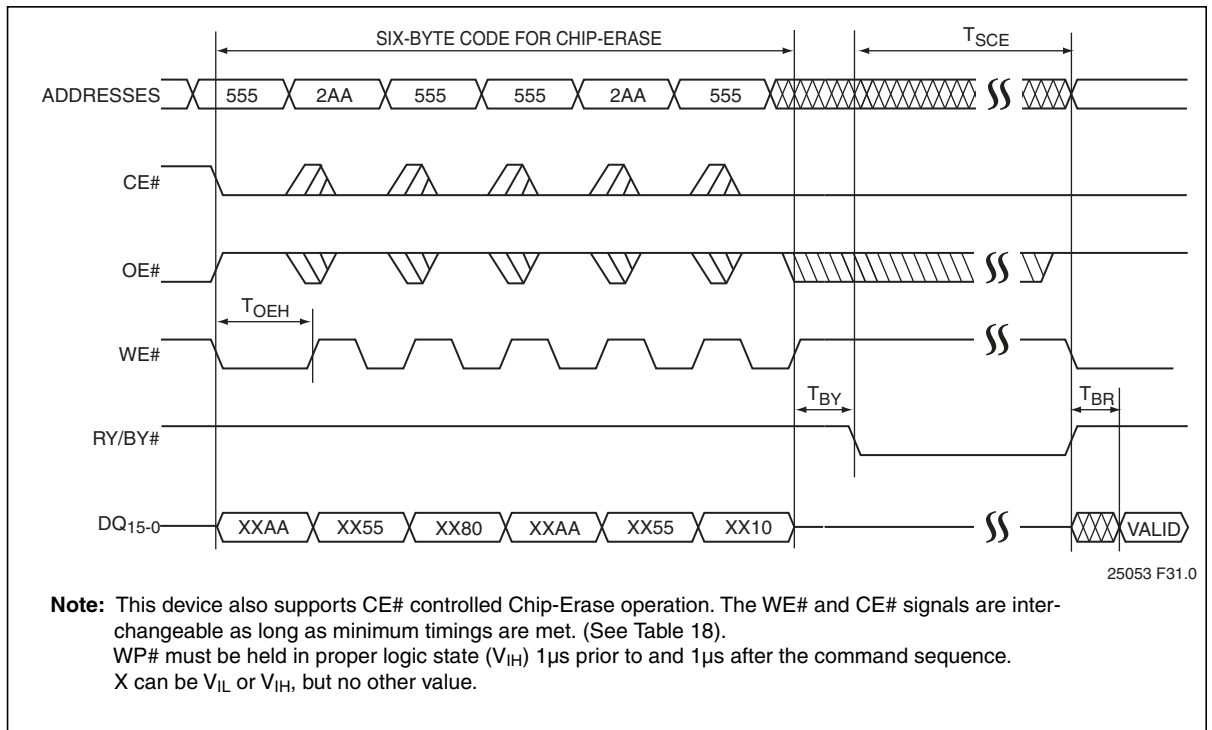 SIX-BYTE CODE FOR CHIP-ERASE
TSCE
ADDRESSES 555 2AA 555 555 2AA 555
CE#
OE#
TOEH
WE#
TBY TBR
RY/BY#
DQ15-0 XXAA XX55 XX80 XXAA XX55 XX10 VALID
25053 F31.0
Note: This device also supports CE# controlled Chip-Erase operation. The WE# and CE# signals are inter-
changeable as long as minimum timings are met. (See Table 18).
WP# must be held in proper logic state (VIH) 1µs prior to and 1µs after the command sequence.
X can be VIL or VIH, but no other value.